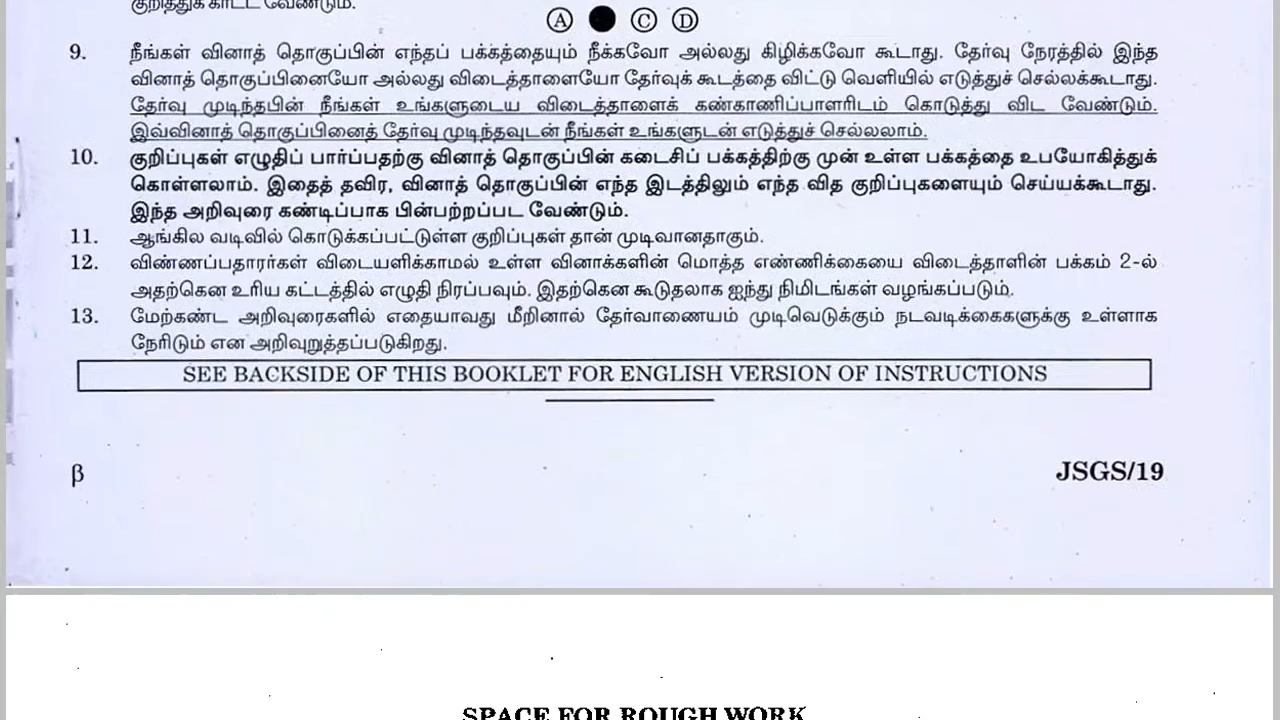 குறித்துக் காட்ட வேண்டும்.
Ⓐ ● Ⓒ Ⓓ
9. நீங்கள் வினாத் தொகுப்பின் எந்தப் பக்கத்தையும் நீக்கவோ அல்லது கிழிக்கவோ கூடாது. தேர்வு நேரத்தில் இந்த
வினாத் தொகுப்பினையோ அல்லது விடைத்தாளையோ தேர்வுக் கூடத்தை விட்டு வெளியில் எடுத்துச் செல்லக்கூடாது.
தேர்வு முடிந்தபின் நீங்கள் உங்களுடைய விடைத்தாளைக் கண்காணிப்பாளரிடம் கொடுத்து விட வேண்டும்.
இவ்வினாத் தொகுப்பினைத் தேர்வு முடிந்தவுடன் நீங்கள் உங்களுடன் எடுத்துச் செல்லலாம்.
10. குறிப்புகள் எழுதிப் பார்ப்பதற்கு வினாத் தொகுப்பின் கடைசிப் பக்கத்திற்கு முன் உள்ள பக்கத்தை உபயோகித்துக்
கொள்ளலாம். இதைத் தவிர, வினாத் தொகுப்பின் எந்த இடத்திலும் எந்த வித குறிப்புகளையும் செய்யக்கூடாது.
இந்த அறிவுரை கண்டிப்பாக பின்பற்றப்பட வேண்டும்.
11. ஆங்கில வடிவில் கொடுக்கப்பட்டுள்ள குறிப்புகள் தான் முடிவானதாகும்.
12. விண்ணப்பதாரர்கள் விடையளிக்காமல் உள்ள வினாக்களின் மொத்த எண்ணிக்கையை விடைத்தாளின் பக்கம் 2-ல்
அதற்கென உரிய கட்டத்தில் எழுதி நிரப்பவும். இதற்கென கூடுதலாக ஐந்து நிமிடங்கள் வழங்கப்படும்.
13. மேற்கண்ட அறிவுரைகளில் எதையாவது மீறினால் தேர்வாணையம் முடிவெடுக்கும் நடவடிக்கைகளுக்கு உள்ளாக
நேரிடும் என அறிவுறுத்தப்படுகிறது.
SEE BACKSIDE OF THIS BOOKLET FOR ENGLISH VERSION OF INSTRUCTIONS
β JSGS/19
SPACE FOR ROUGH WORK